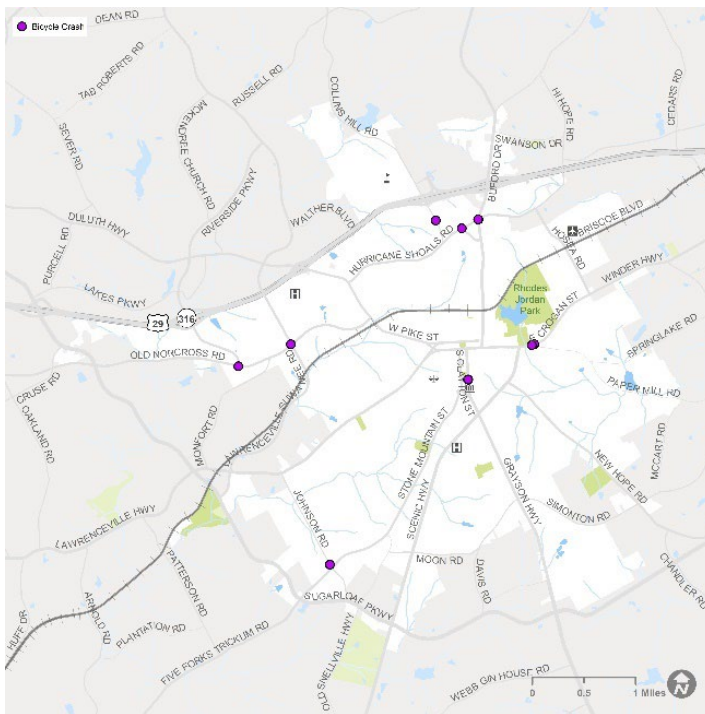 Bicycle Crash
DEAN RD
TAB ROBERTS RD
RUSSELL RD
COLLINS HILL RD
HI HOPE RD
CEDARS RD
SEVER RD
MCKENDREE CHURCH RD
SWANSON DR
BUFORD DR
RIVERSIDE PKWY
WALTHER BLVD
DULUTH HWY
PURCELL RD
HURRICANE SHOALS RD
BRISCOE BLVD
HOSEA RD
WINDER HWY
LAKES PKWY
H
Rhodes
Jordan
Park
29
316
E CROGAN ST
W PIKE ST
SPRINGLAKE RD
OLD NORCROSS RD
CRUSE RD
S CLAYTON ST
PAPER MILL RD
OAKLAND RD
MONFORT RD
MCCART RD
STONE MOUNTAIN ST
H
NEW HOPE RD
GRAYSON HWY
SCENIC HWY
SIMONTON RD
JOHNSON RD
LAWRENCEVILLE HWY
MOON RD
DAVIS RD
CHANDLER RD
PATTERSON RD
SUGARLOAF PKWY
ARNOLD RD
HUFF DR
PLANTATION RD
FIVE FORKS TRICKUM RD
OLD SNELLVILLE HWY
WEBB GIN HOUSE RD
0 0.5 1 Miles
N